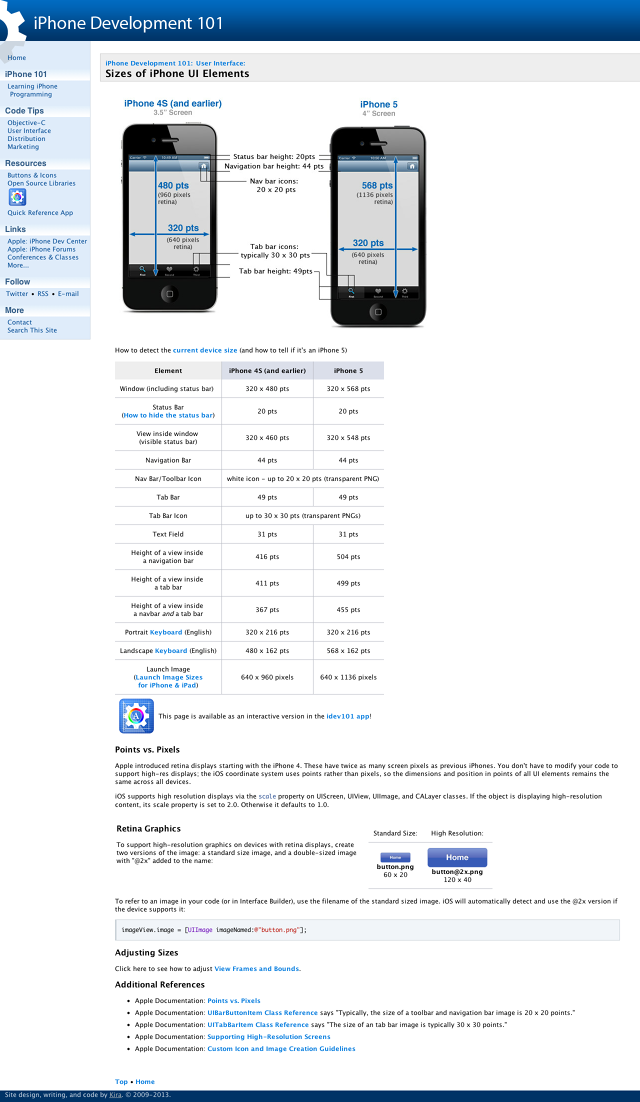 iPhone Development 101
Home
iPhone 101
Learning iPhone
Programming
Code Tips
Objective-C
User Interface
Distribution
Marketing
Resources
Buttons & Icons
Open Source Libraries
Quick Reference App
Links
Apple: iPhone Dev Center
Apple: iPhone Forums
Conferences & Classes
More...
Follow
Twitter • RSS • E-mail
More
Contact
Search This Site
iPhone Development 101: User Interface:
Sizes of iPhone UI Elements
iPhone 4S (and earlier)
3.5" Screen
iPhone 5
4" Screen
Status bar height: 20pts
Navigation bar height: 44 pts
Nav bar icons:
20 x 20 pts
480 pts
(960 pixels
retina)
320 pts
(640 pixels
retina)
568 pts
(1136 pixels
retina)
320 pts
(640 pixels
retina)
Tab bar icons:
typically 30 x 30 pts
Tab bar height: 49pts
How to detect the current device size (and how to tell if it's an iPhone 5)
Element iPhone 4S (and earlier) iPhone 5
Window (including status bar) 320 x 480 pts 320 x 568 pts
Status Bar
(How to hide the status bar) 20 pts 20 pts
View inside window
(visible status bar) 320 x 460 pts 320 x 548 pts
Navigation Bar 44 pts 44 pts
Nav Bar/Toolbar Icon white icon - up to 20 x 20 pts (transparent PNG)
Tab Bar 49 pts 49 pts
Tab Bar Icon up to 30 x 30 pts (transparent PNGs)
Text Field 31 pts 31 pts
Height of a view inside
a navigation bar 416 pts 504 pts
Height of a view inside
a tab bar 411 pts 499 pts
Height of a view inside
a navbar and a tab bar 367 pts 455 pts
Portrait Keyboard (English) 320 x 216 pts 320 x 216 pts
Landscape Keyboard (English) 480 x 162 pts 568 x 162 pts
Launch Image
(Launch Image Sizes
for iPhone & iPad) 640 x 960 pixels 640 x 1136 pixels
This page is available as an interactive version in the idev101 app!
Points vs. Pixels
Apple introduced retina displays starting with the iPhone 4. These have twice as many screen pixels as previous iPhones. You don't have to modify your code to
support high-res displays; the iOS coordinate system uses points rather than pixels, so the dimensions and position in points of all UI elements remains the
same across all devices.
iOS supports high resolution displays via the scale property on UIScreen, UIView, UIImage, and CALayer classes. If the object is displaying high-resolution
content, its scale property is set to 2.0. Otherwise it defaults to 1.0.
Retina Graphics
To support high-resolution graphics on devices with retina displays, create
two versions of the image: a standard size image, and a double-sized image
with "@2x" added to the name:
Standard Size: High Resolution:
Home Home
button.png button@2x.png
60 x 20 120 x 40
To refer to an image in your code (or in Interface Builder), use the filename of the standard sized image. iOS will automatically detect and use the @2x version if
the device supports it:
imageView.image = [UIImage imageNamed:@"button.png"];
Adjusting Sizes
Click here to see how to adjust View Frames and Bounds.
Additional References
• Apple Documentation: Points vs. Pixels
• Apple Documentation: UIBarButtonItem Class Reference says "Typically, the size of a toolbar and navigation bar image is 20 x 20 points."
• Apple Documentation: UITabBarItem Class Reference says "The size of an tab bar image is typically 30 x 30 points."
• Apple Documentation: Supporting High-Resolution Screens
• Apple Documentation: Custom Icon and Image Creation Guidelines
Top • Home
Site design, writing, and code by Kira, © 2009-2013.